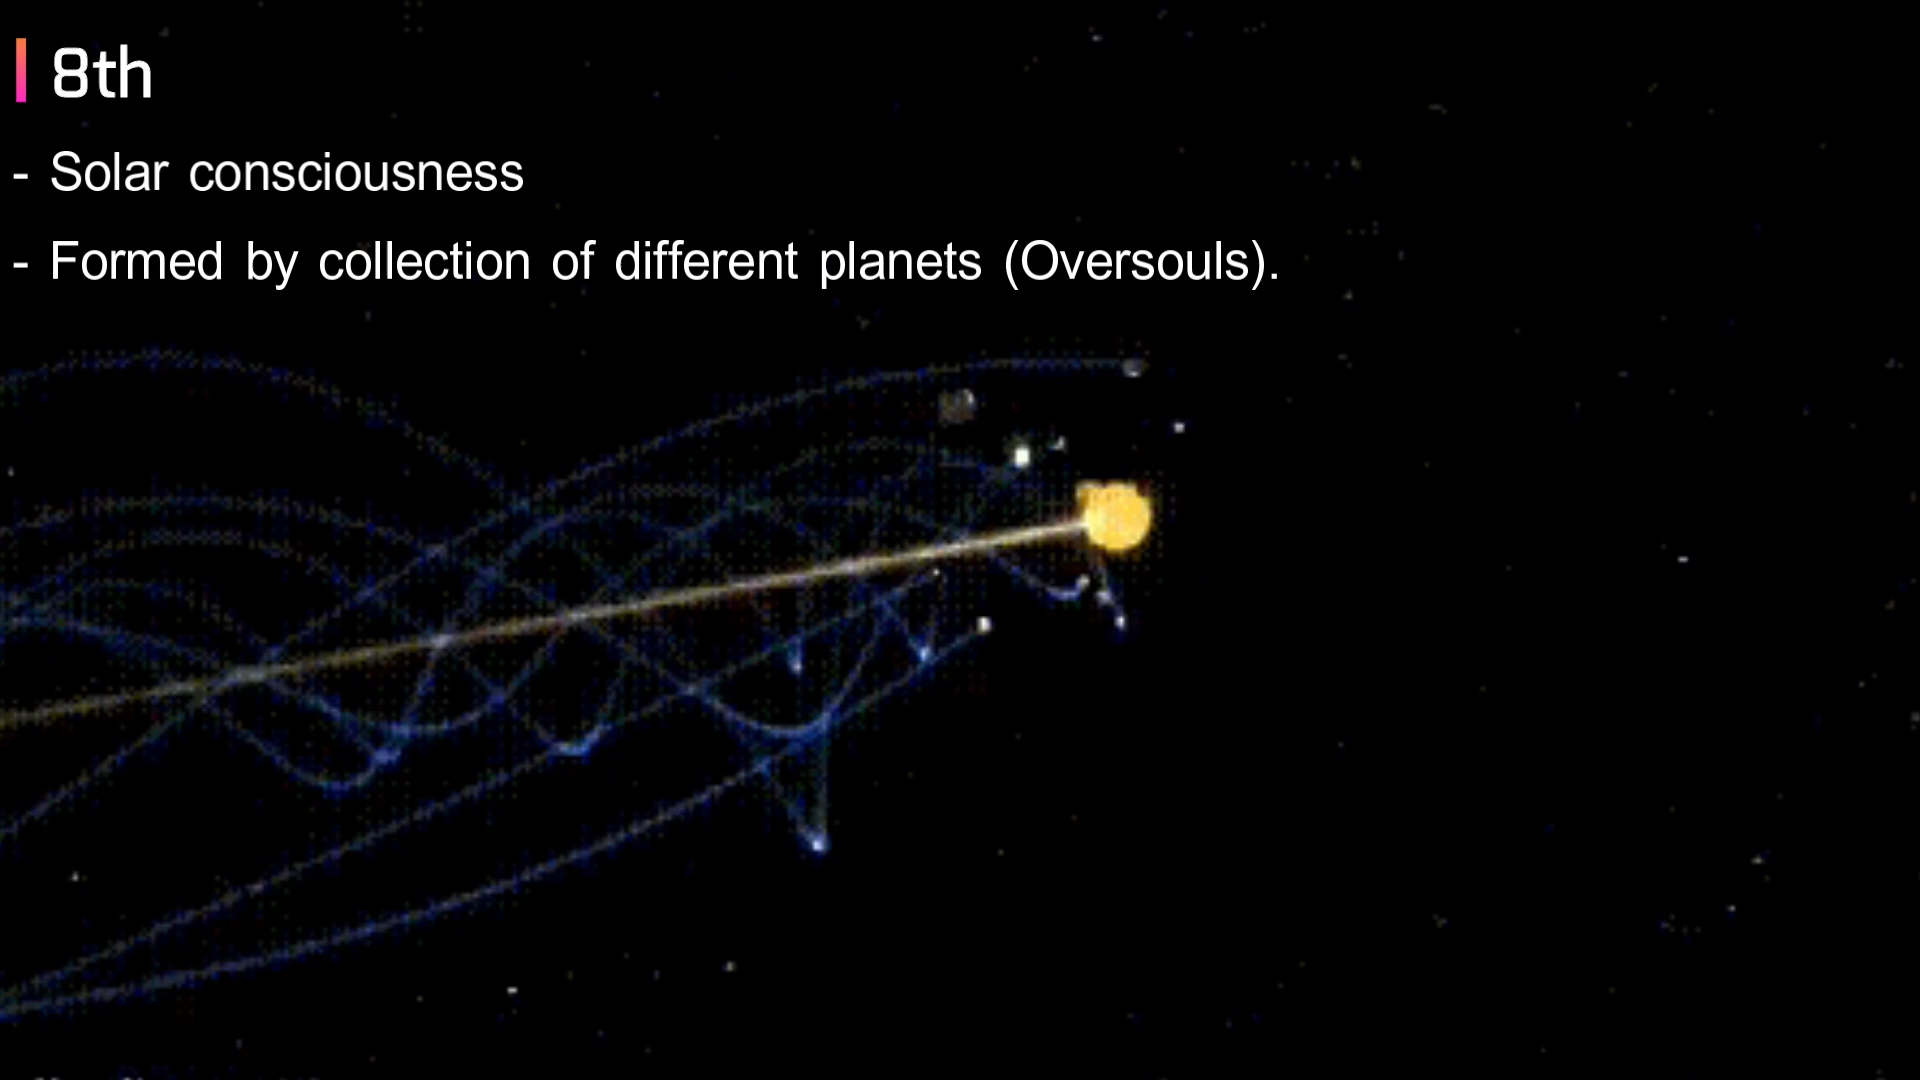 8th
- Solar consciousness
- Formed by collection of different planets (Oversouls).